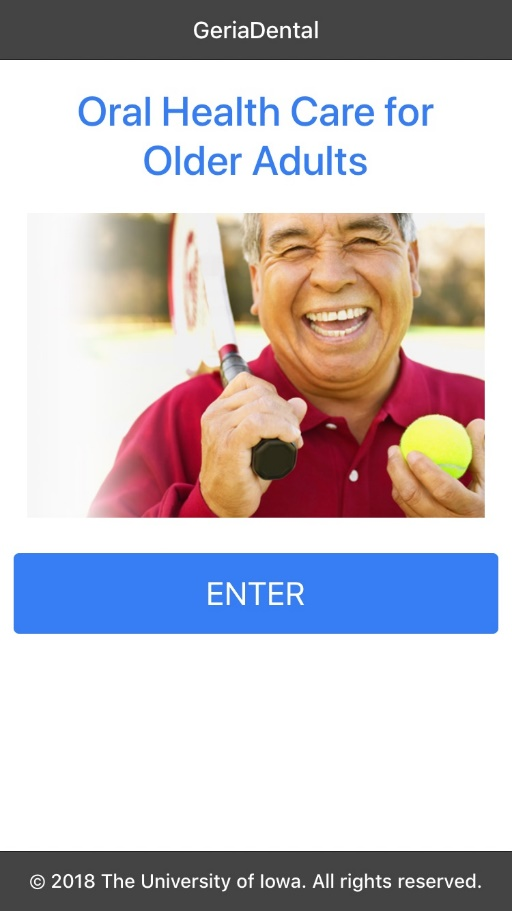 GeriaDental
Oral Health Care for
Older Adults
ENTER
© 2018 The University of Iowa. All rights reserved.